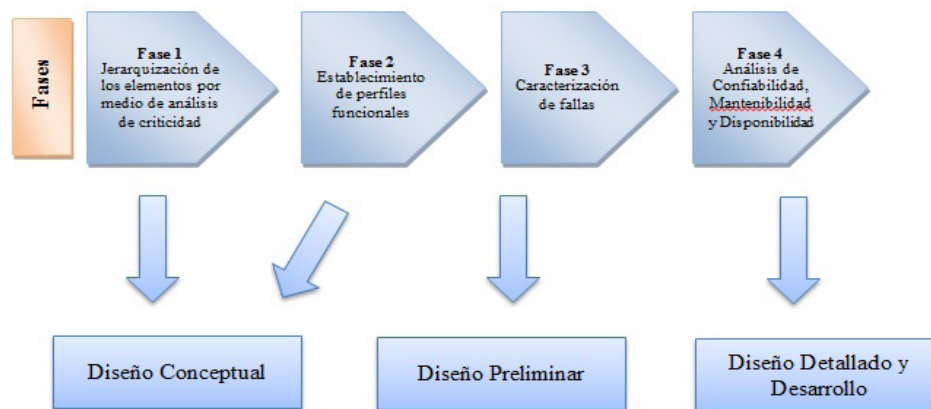 Fases
Fase 1
Jerarquización de
los elementos por
medio de análisis
de criticidad
Fase 2
Establecimiento
de perfiles
funcionales
Fase 3
Caracterización
de fallas
Fase 4
Análisis de
Confiabilidad,
Mantenibilidad
y Disponibilidad
Diseño Conceptual
Diseño Preliminar
Diseño Detallado y
Desarrollo